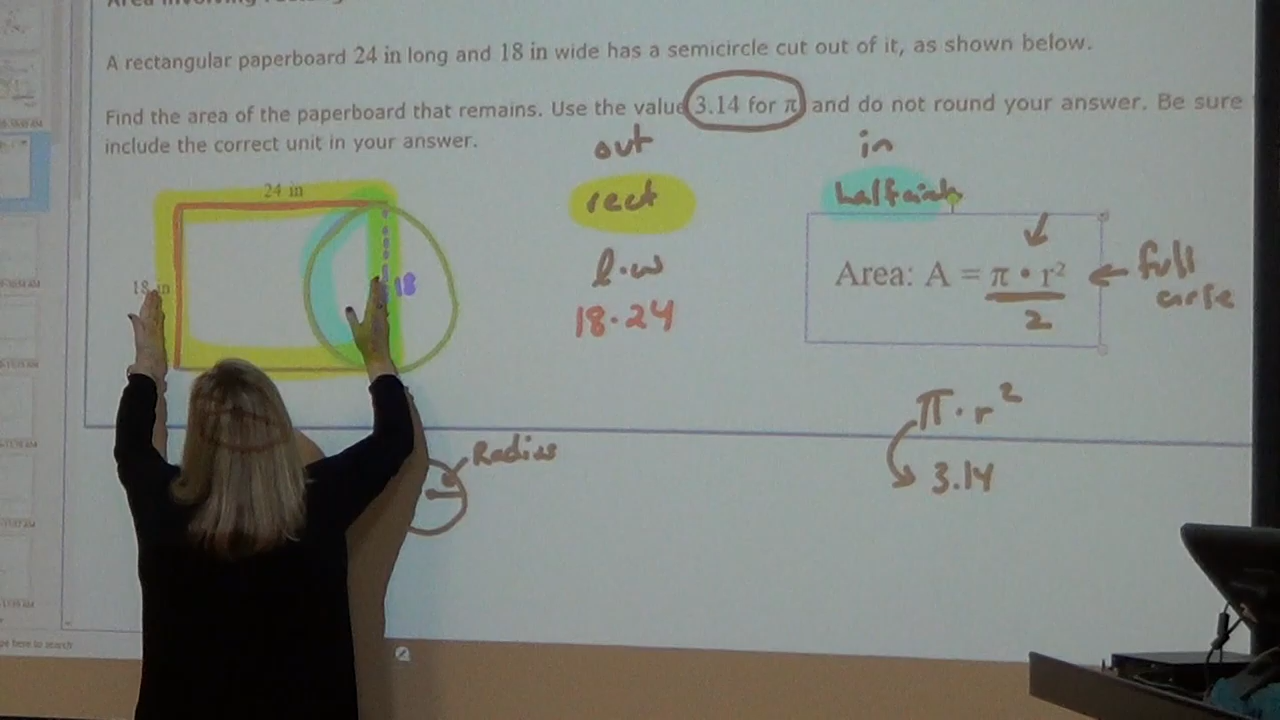 A rectangular paperboard 24 in long and 18 in wide has a semicircle cut out of it, as shown below.
Find the area of the paperboard that remains. Use the value 3.14 for π and do not round your answer. Be sure
include the correct unit in your answer.
out
in
24 in
rect
18 in
18
l.w
18.24
Area: A = π • r²
2
full
π.r²
3.14
Radius